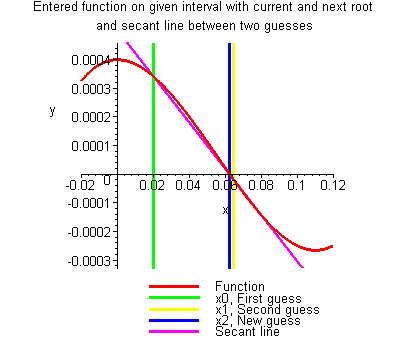 Entered function on given interval with current and next root
and secant line between two guesses
0.0004
0.0003
y
0.0002
0.0001
0
-0.02 0.02 0.04 0.06 0.08 0.10 0.12
-0.0001
x
-0.0002
-0.0003
Function
x0, First guess
x1, Second guess
x2, New guess
Secant line